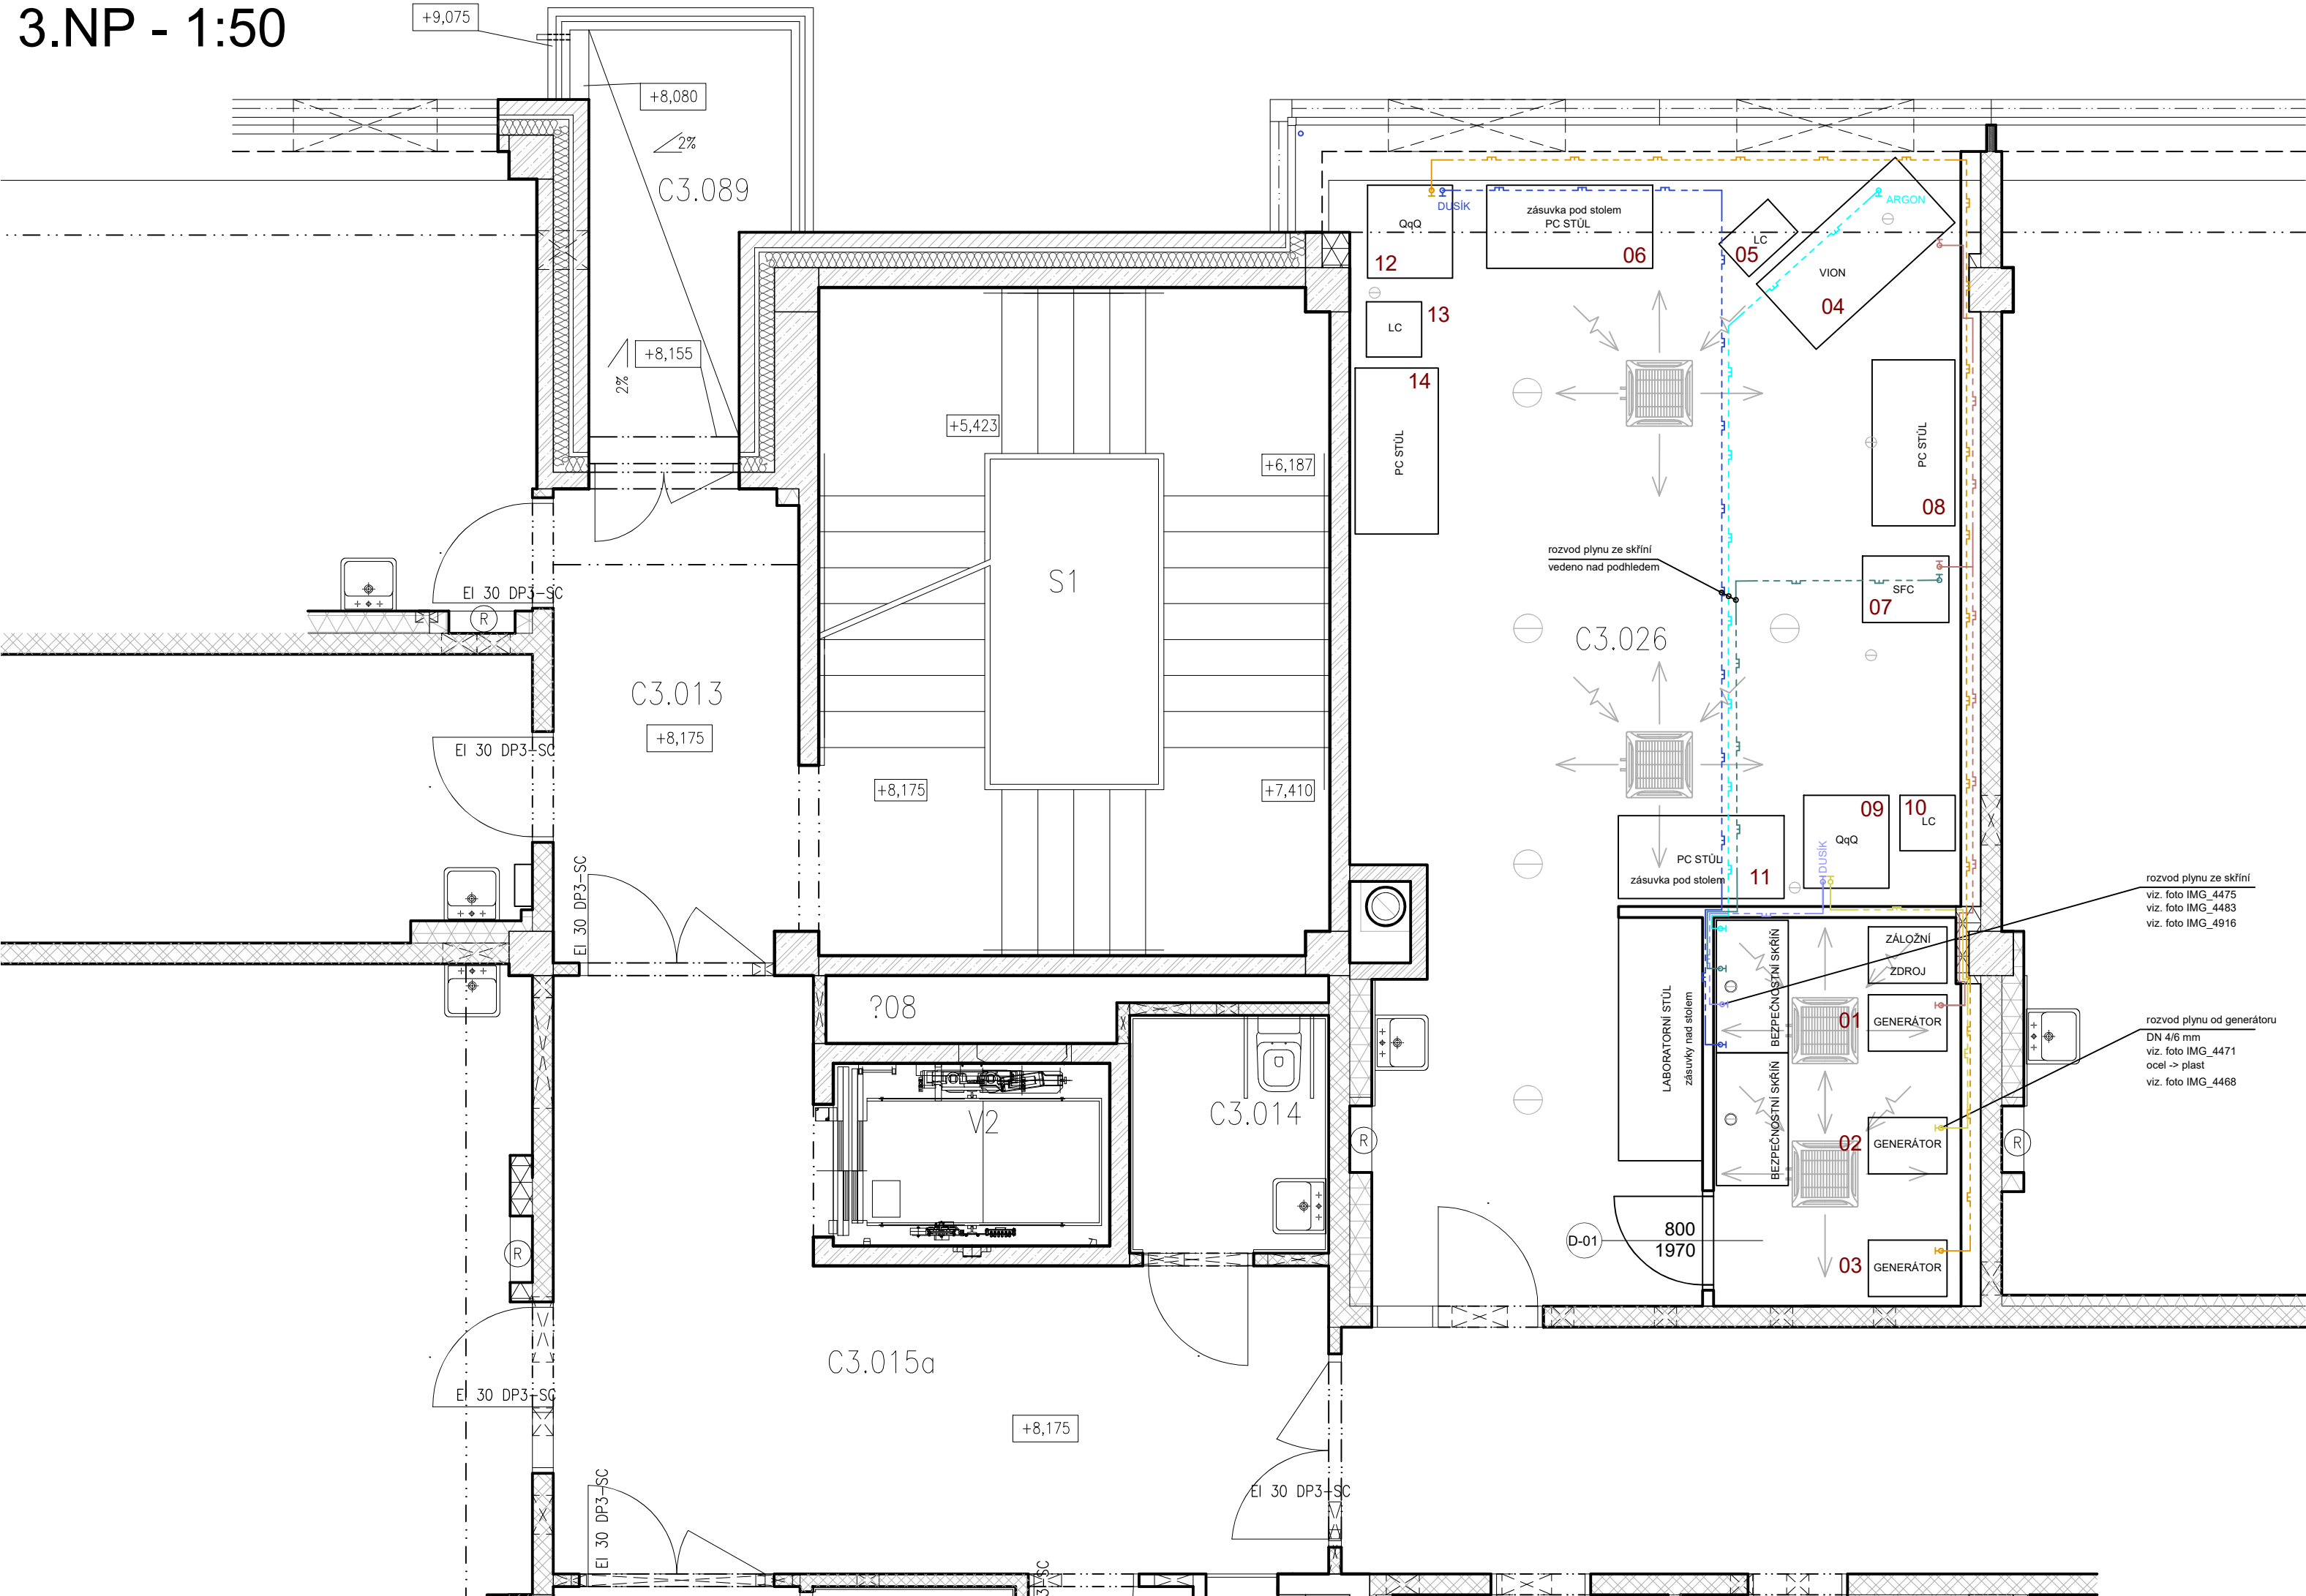 3.NP - 1:50
+9,075
+8,080
2%
C3.089
+8,155
2%
+5,423
+6,187
S1
EI 30 DP3-SC
R
C3.013
+8,175
EI 30 DP3-SC
+8,175
+7,410
EI 30 DP3-SC
?08
V2
C3.014
R
R
EI 30 DP3-SC
C3.015a
+8,175
EI 30 DP3-SC
EI 30 DP3-SC
DUSÍK
QqQ
12
zásuvka pod stolem
PC STŮL
06
LC
05
ARGON
VION
04
LC
13
14
PC STŮL
PC STŮL
08
rozvod plynu ze skříní
vedeno nad podhledem
SFC
07
C3.026
09
QqQ
10
LC
DUSÍK
PC STŮL
zásuvka pod stolem
11
rozvod plynu ze skříní
viz. foto IMG_4475
viz. foto IMG_4483
viz. foto IMG_4916
LABORATORNÍ STŮL
zásuvky nad stolem
BEZPEČNOSTNÍ SKŘÍŇ
BEZPEČNOSTNÍ SKŘÍŇ
ZÁLOŽNÍ
ZDROJ
01
GENERÁTOR
rozvod plynu od generátoru
DN 4/6 mm
viz. foto IMG_4471
ocel -> plast
viz. foto IMG_4468
02
GENERÁTOR
R
D-01
800
1970
03
GENERÁTOR